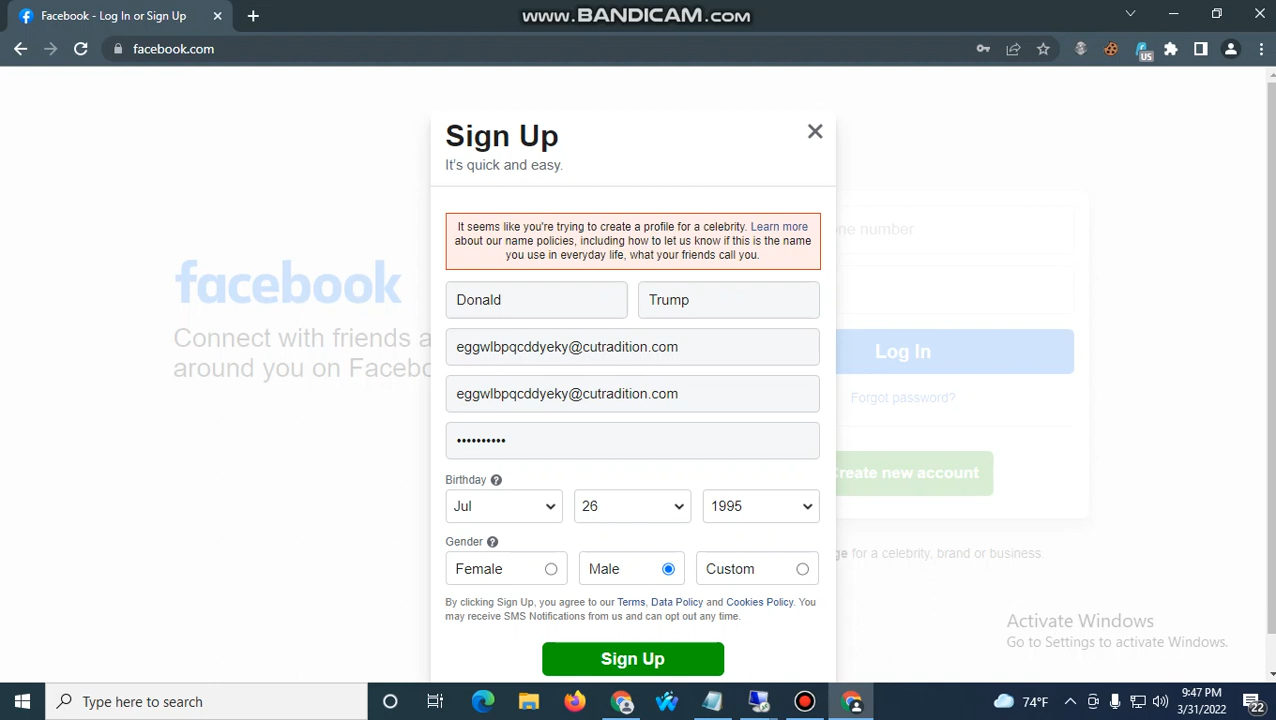 Facebook - Log In or Sign Up
www.BANDICAM.com
facebook.com
US
Sign Up
It's quick and easy.
It seems like you're trying to create a profile for a celebrity. Learn more
about our name policies, including how to let us know if this is the name
you use in everyday life, what your friends call you.
Donald
Trump
eggwlbpqcddyeky@cutradition.com
eggwlbpqcddyeky@cutradition.com
Birthday
Jul
26
1995
Gender
Female
Male
Custom
By clicking Sign Up, you agree to our Terms, Data Policy and Cookies Policy. You
may receive SMS Notifications from us and can opt out any time.
Sign Up
facebook
Connect with friends a
around you on Facebo
ne number
Log In
Forgot password?
Create new account
ge for a celebrity, brand or business.
Activate Windows
Go to Settings to activate Windows.
Type here to search
74°F
9:47 PM
3/31/2022
22